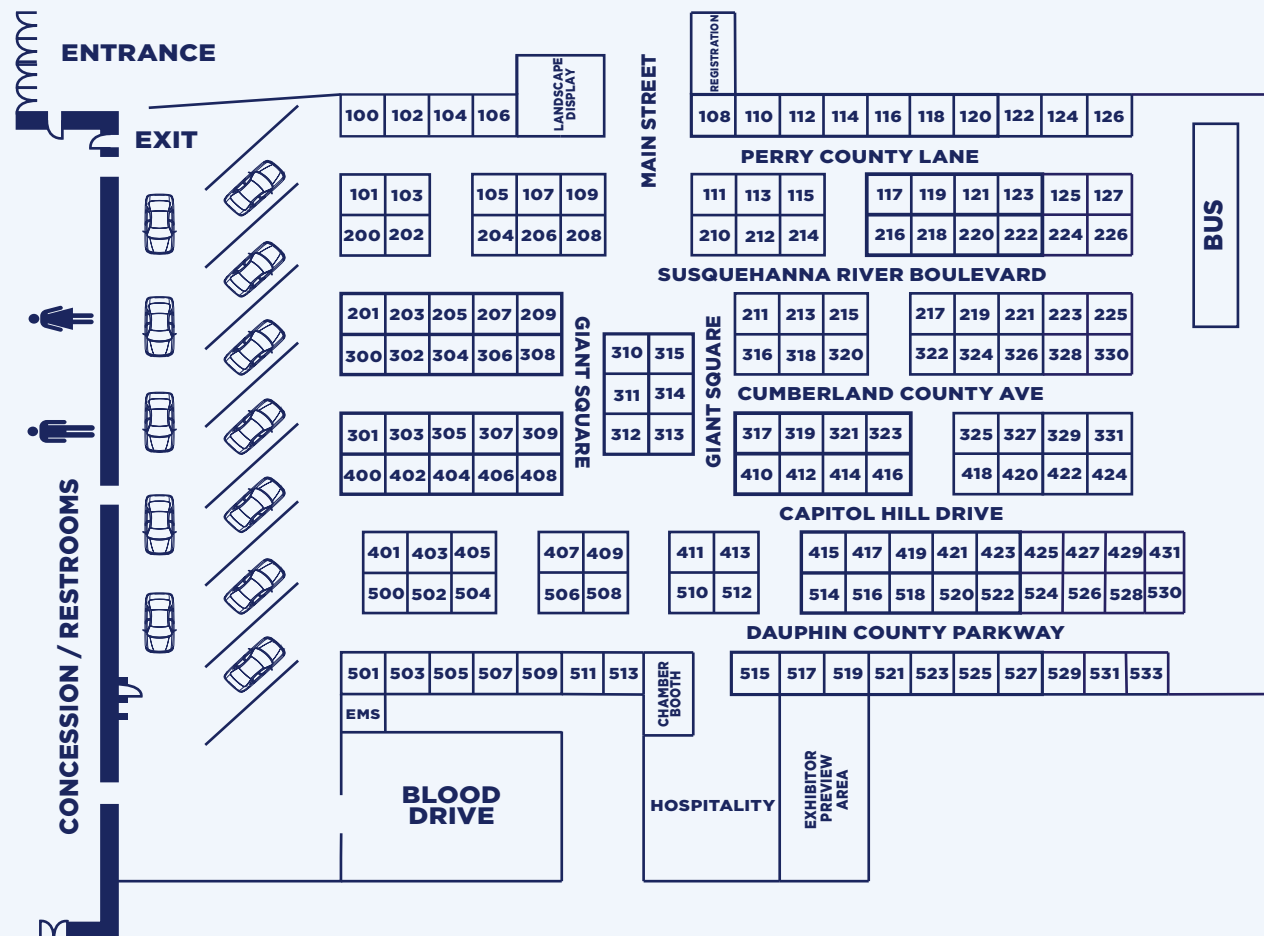 ENTRANCE
EXIT
CONCESSION / RESTROOMS
LANDSCAPE
DISPLAY
MAIN STREET
REGISTRATION
100 102 104 106
108 110 112 114 116 118 120 122 124 126
PERRY COUNTY LANE
BUS
101 103 105 107 109 111 113 115 117 119 121 123 125 127
200 202 204 206 208 210 212 214 216 218 220 222 224 226
SUSQUEHANNA RIVER BOULEVARD
201 203 205 207 209 211 213 215 217 219 221 223 225
300 302 304 306 308 316 318 320 322 324 326 328 330
GIANT SQUARE
310 315
311 314
312 313
GIANT SQUARE
CUMBERLAND COUNTY AVE
301 303 305 307 309 317 319 321 323 325 327 329 331
400 402 404 406 408 410 412 414 416 418 420 422 424
CAPITOL HILL DRIVE
401 403 405 407 409 411 413 415 417 419 421 423 425 427 429 431
500 502 504 506 508 510 512 514 516 518 520 522 524 526 528 530
DAUPHIN COUNTY PARKWAY
501 503 505 507 509 511 513
CHAMBER
BOOTH
515 517 519 521 523 525 527 529 531 533
EMS
BLOOD
DRIVE
HOSPITALITY
EXHIBITOR
PREVIEW
AREA